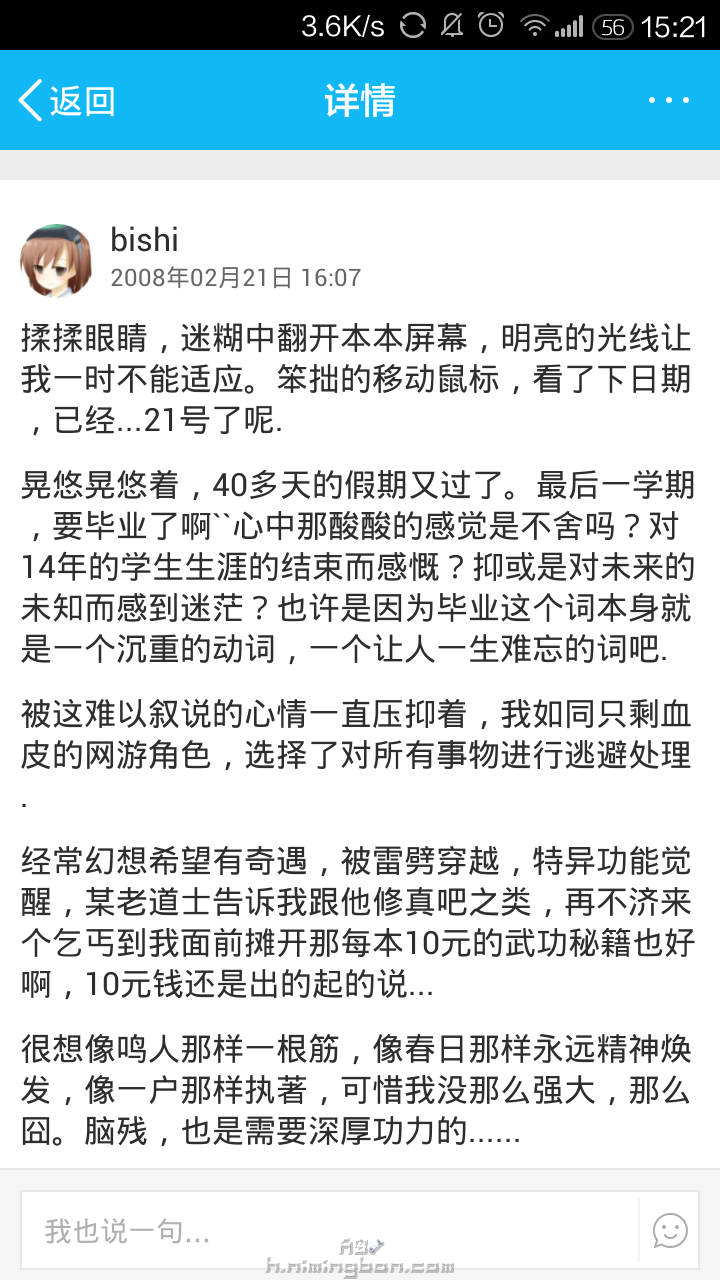 3.6K/s 56 15:21
返回 详情 ...
bishi
2008年02月21日 16:07
揉揉眼睛，迷糊中翻开本本屏幕，明亮的光线让
我一时不能适应。笨拙的移动鼠标，看了下日期
，已经...21号了呢.
晃悠晃悠着，40多天的假期又过了。最后一学期
，要毕业了啊``心中那酸酸的感觉是不舍吗？对
14年的学生生涯的结束而感慨？抑或是对未来的
未知而感到迷茫？也许是因为毕业这个词本身就
是一个沉重的动词，一个让人一生难忘的词吧.
被这难以叙说的心情一直压抑着，我如同只剩血
皮的网游角色，选择了对所有事物进行逃避处理
.
经常幻想希望有奇遇，被雷劈穿越，特异功能觉
醒，某老道士告诉我跟他修真吧之类，再不济来
个乞丐到我面前摊开那每本10元的武功秘籍也好
啊，10元钱还是出的起的说...
很想像鸣人那样一根筋，像春日那样永远精神焕
发，像一户那样执著，可惜我没那么强大，那么
囧。脑残，也是需要深厚功力的......
我也说一句...
h.nimingban.com